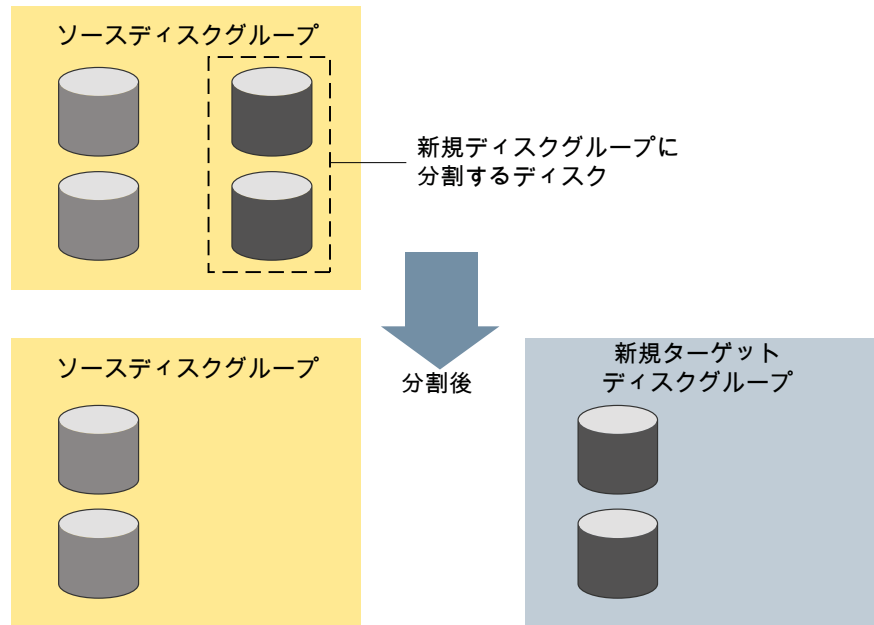 ソースディスクグループ
新規ディスクグループに
分割するディスク
ソースディスクグループ
分割後
新規ターゲット
ディスクグループ